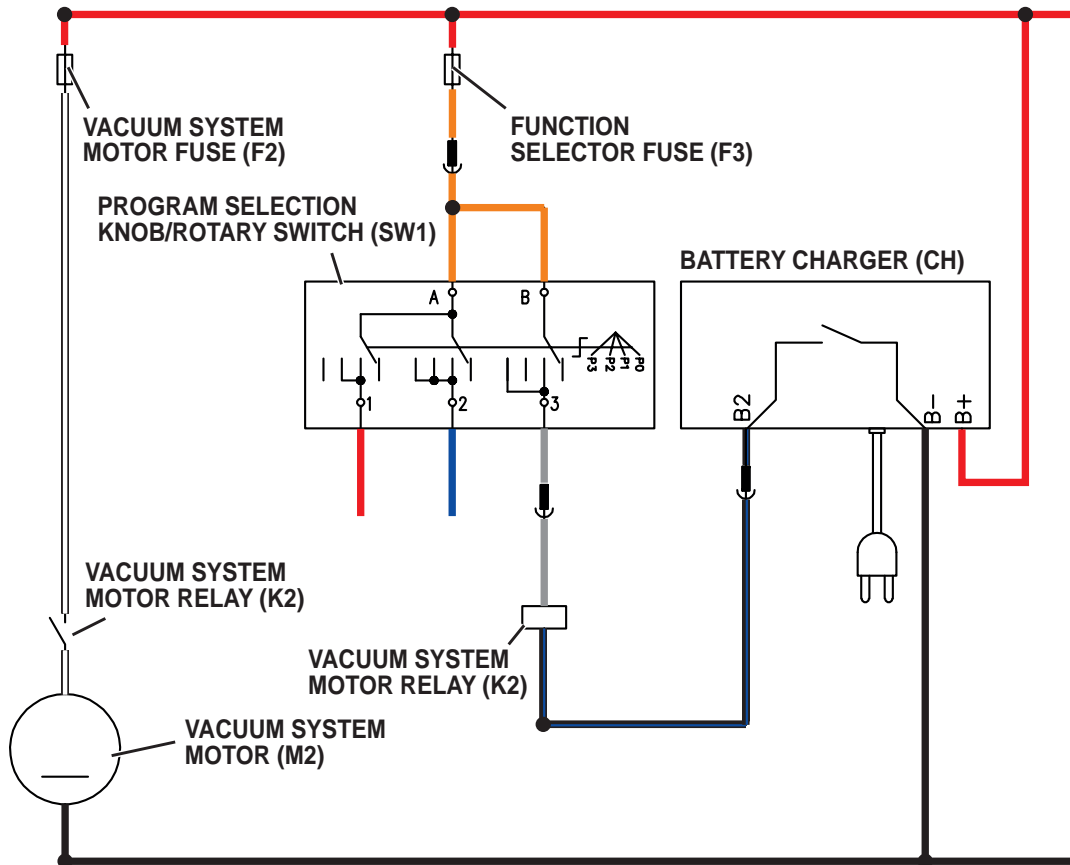 VACUUM SYSTEM
MOTOR FUSE (F2)
FUNCTION
SELECTOR FUSE (F3)
PROGRAM SELECTION
KNOB/ROTARY SWITCH (SW1)
BATTERY CHARGER (CH)
A
B
P3
P2
P1
P0
1
2
3
B2
B-
B+
VACUUM SYSTEM
MOTOR RELAY (K2)
VACUUM SYSTEM
MOTOR RELAY (K2)
VACUUM SYSTEM
MOTOR (M2)